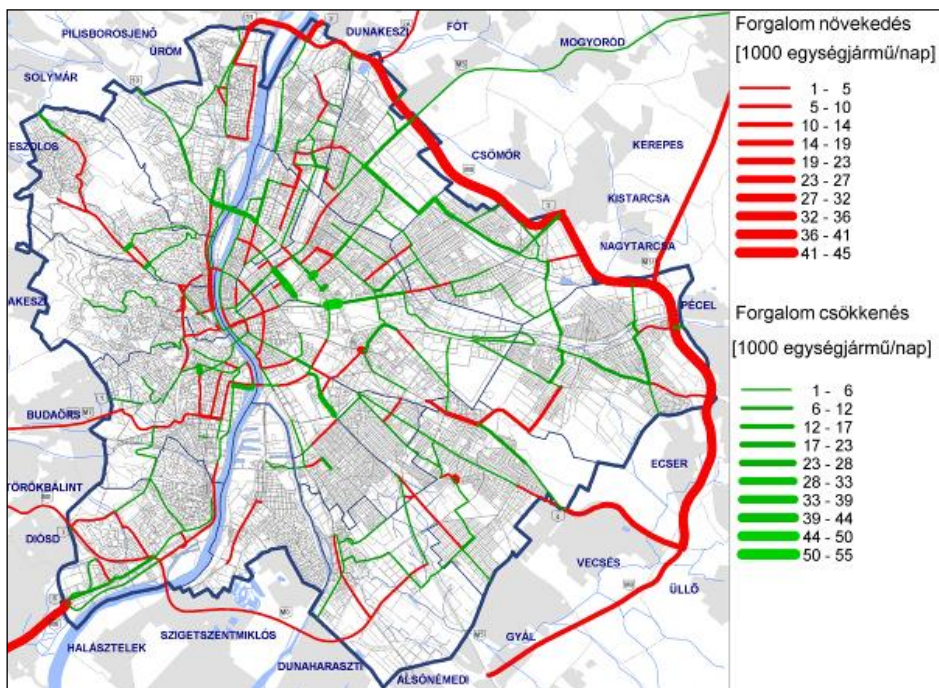 PILISBOROSJENŐ
ÜRÖM
SOLYMÁR
DUNAKESZI
FÓT
MOGYORÓD
CSÖMÖR
KEREPES
KISTARCSA
NAGYTARCSA
PÉCEL
AKESZI
BUDAÖRS
ECSER
TÖRÖKBÁLINT
DIÓSD
VECSÉS
ÜLLŐ
GYÁL
HALÁSZTELEK
SZIGETSZENTMIKLÓS
DUNAHARASZTI
ALSÓNÉMEDI
Forgalom növekedés
[1000 egységjármű/nap]
1 - 5
5 - 10
10 - 14
14 - 19
19 - 23
23 - 27
27 - 32
32 - 36
36 - 41
41 - 45
Forgalom csökkenés
[1000 egységjármű/nap]
1 - 6
6 - 12
12 - 17
17 - 23
23 - 28
28 - 33
33 - 39
39 - 44
44 - 50
50 - 55